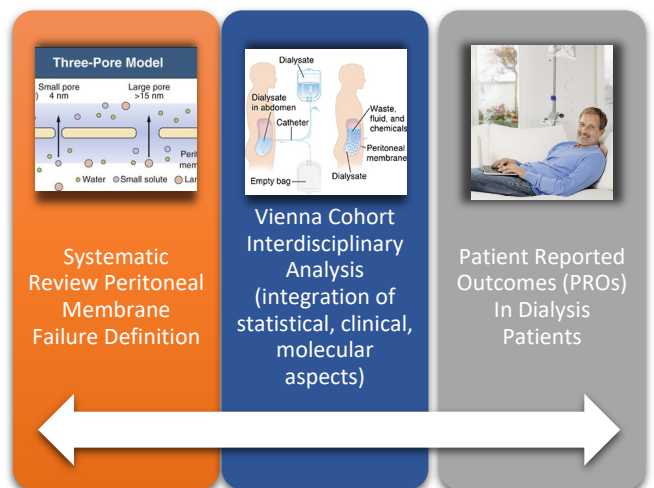 Three-Pore Model
Small pore
4 nm
Large pore
>15 nm
Water
Small solute
Dialysate
Dialysate
in abdomen
Catheter
Waste,
fluid, and
chemicals
Peritoneal
membrane
Empty bag
Dialysate
Systematic
Review Peritoneal
Membrane
Failure Definition
Vienna Cohort
Interdisciplinary
Analysis
(integration of
statistical, clinical,
molecular
aspects)
Patient Reported
Outcomes (PROs)
In Dialysis
Patients